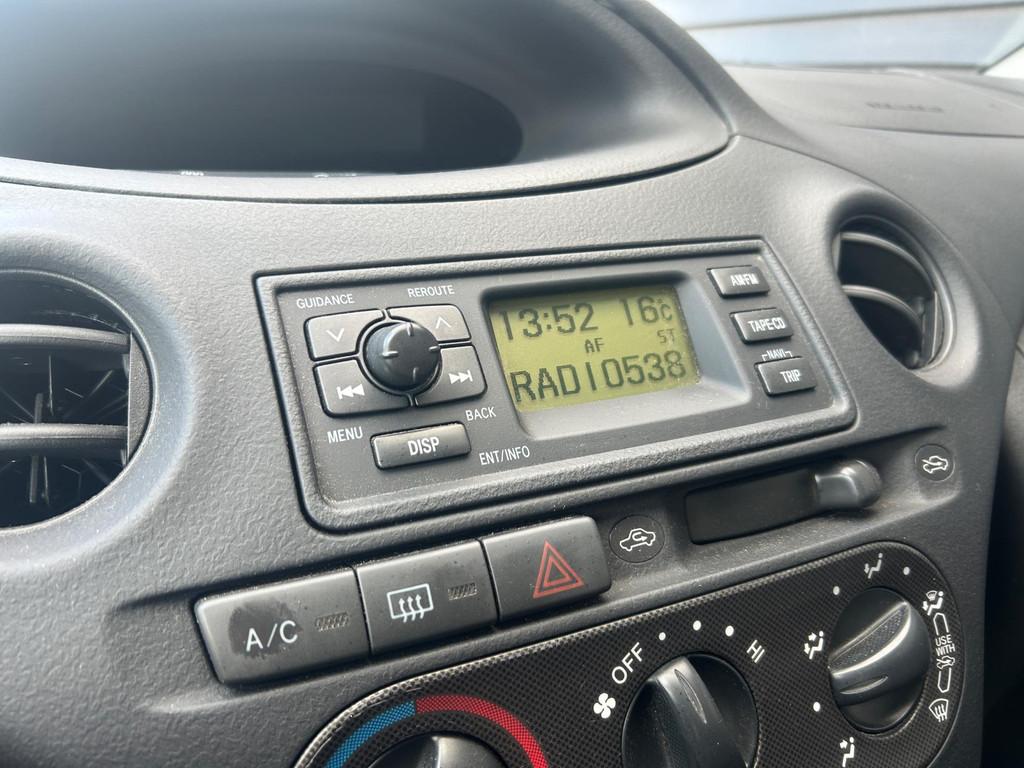 GUIDANCE
REROUTE
MENU
BACK
DISP
ENT/INFO
13:52 16°C
AF ST
RADIO538
AM·FM
TAPE·CD
NAVI
TRIP
A/C
OFF
HI
USE
WITH